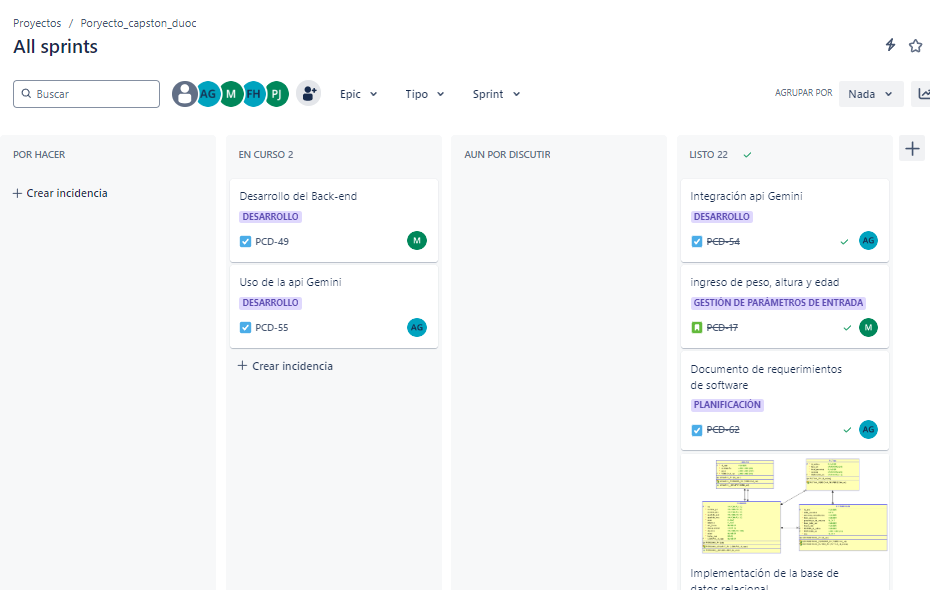 Proyectos / Poryecto_capston_duoc
All sprints
Buscar
AG M FH PJ
Epic
Tipo
Sprint
AGRUPAR POR
Nada
POR HACER
+ Crear incidencia
EN CURSO 2
Desarrollo del Back-end
DESARROLLO
PCD-49
M
Uso de la api Gemini
DESARROLLO
PCD-55
AG
+ Crear incidencia
AUN POR DISCUTIR
LISTO 22
Integración api Gemini
DESARROLLO
PCD-54
AG
ingreso de peso, altura y edad
GESTIÓN DE PARÁMETROS DE ENTRADA
PCD-17
M
Documento de requerimientos
de software
PLANIFICACIÓN
PCD-62
AG
Implementación de la base de
datos relacional